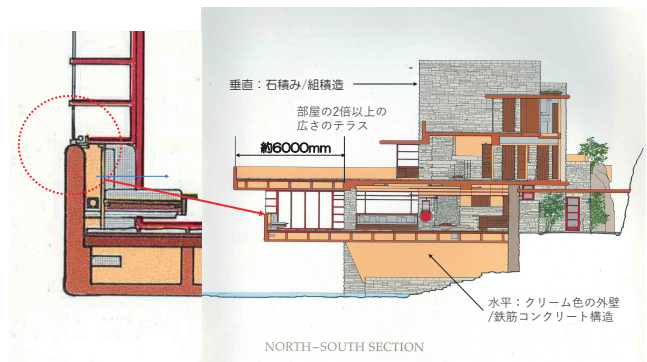 垂直：石積み/組積造
部屋の2倍以上の
広さのテラス
約6000mm
水平：クリーム色の外壁
/鉄筋コンクリート構造
NORTH–SOUTH SECTION